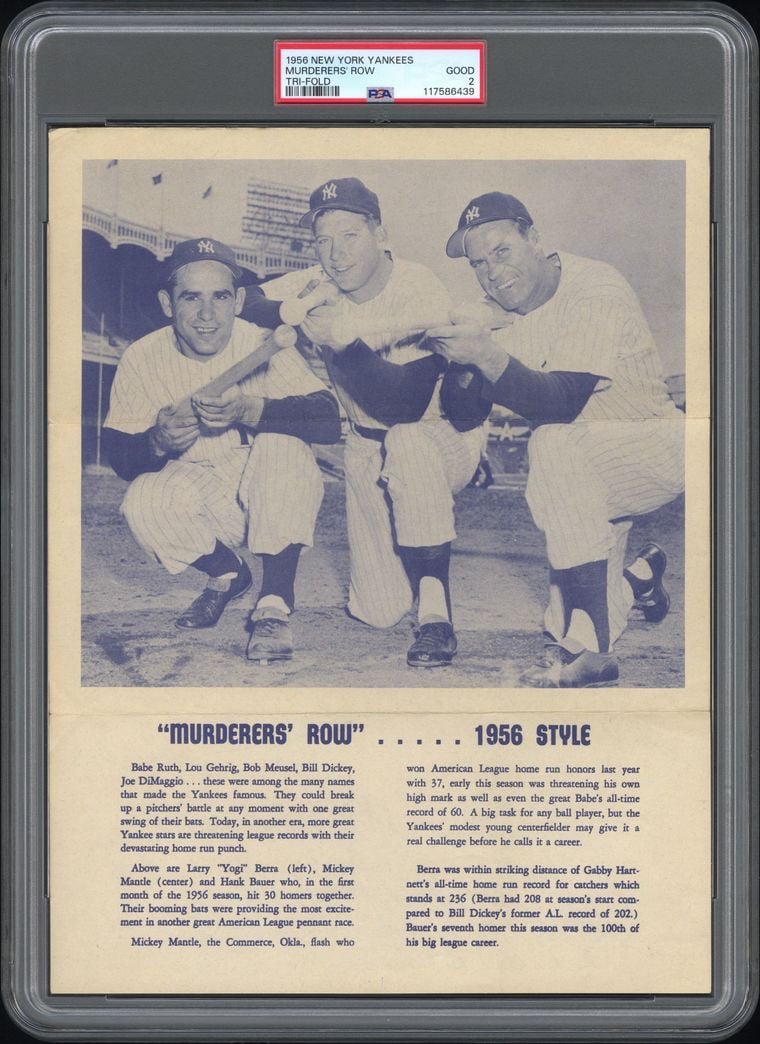 1956 NEW YORK YANKEES
MURDERERS' ROW GOOD
TRI-FOLD 2
PSA 117586439
NY NY NY
"MURDERERS' ROW" . . . . . 1956 STYLE
Babe Ruth, Lou Gehrig, Bob Meusel, Bill Dickey,
Joe DiMaggio . . . these were among the many names
that made the Yankees famous. They could break
up a pitchers' battle at any moment with one great
swing of their bats. Today, in another era, more great
Yankee stars are threatening league records with their
devastating home run punch.
Above are Larry "Yogi" Berra (left), Mickey
Mantle (center) and Hank Bauer who, in the first
month of the 1956 season, hit 30 homers together.
Their booming bats were providing the most excite-
ment in another great American League pennant race.
Mickey Mantle, the Commerce, Okla., flash who
won American League home run honors last year
with 37, early this season was threatening his own
high mark as well as even the great Babe's all-time
record of 60. A big task for any ball player, but the
Yankees' modest young centerfielder may give it a
real challenge before he calls it a career.
Berra was within striking distance of Gabby Hart-
nett's all-time home run record for catchers which
stands at 236 (Berra had 208 at season's start com-
pared to Bill Dickey's former A.L. record of 202.)
Bauer's seventh homer this season was the 100th of
his big league career.